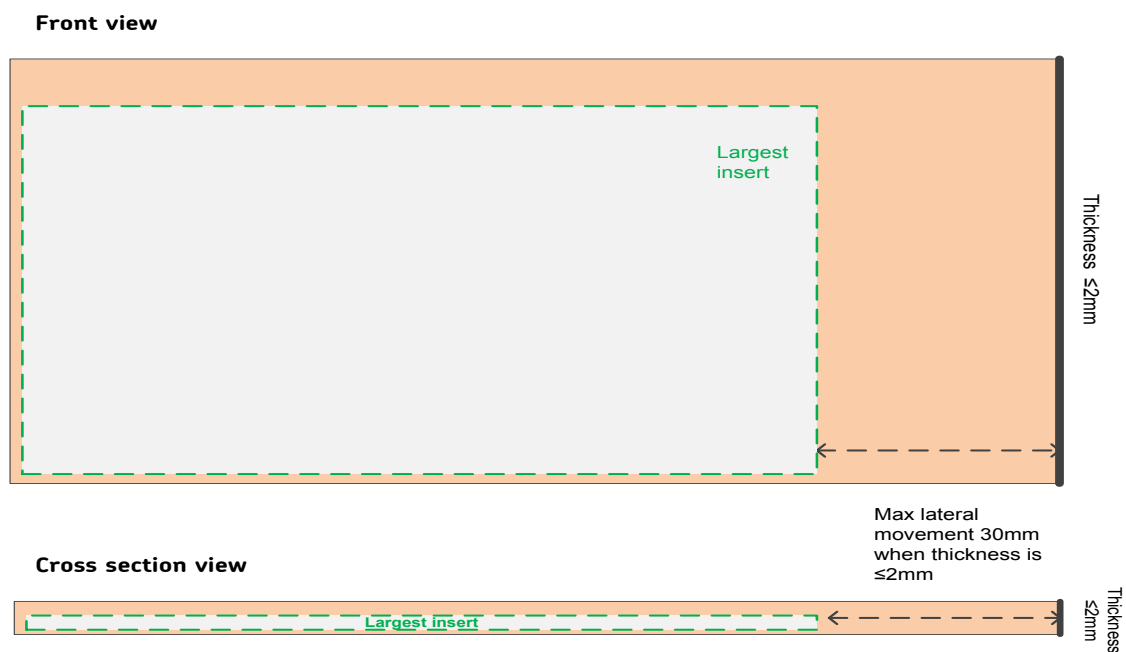 Front view
Largest
insert
Thickness ≤2mm
Max lateral
movement 30mm
when thickness is
≤2mm
Cross section view
Largest insert
Thickness
≤2mm